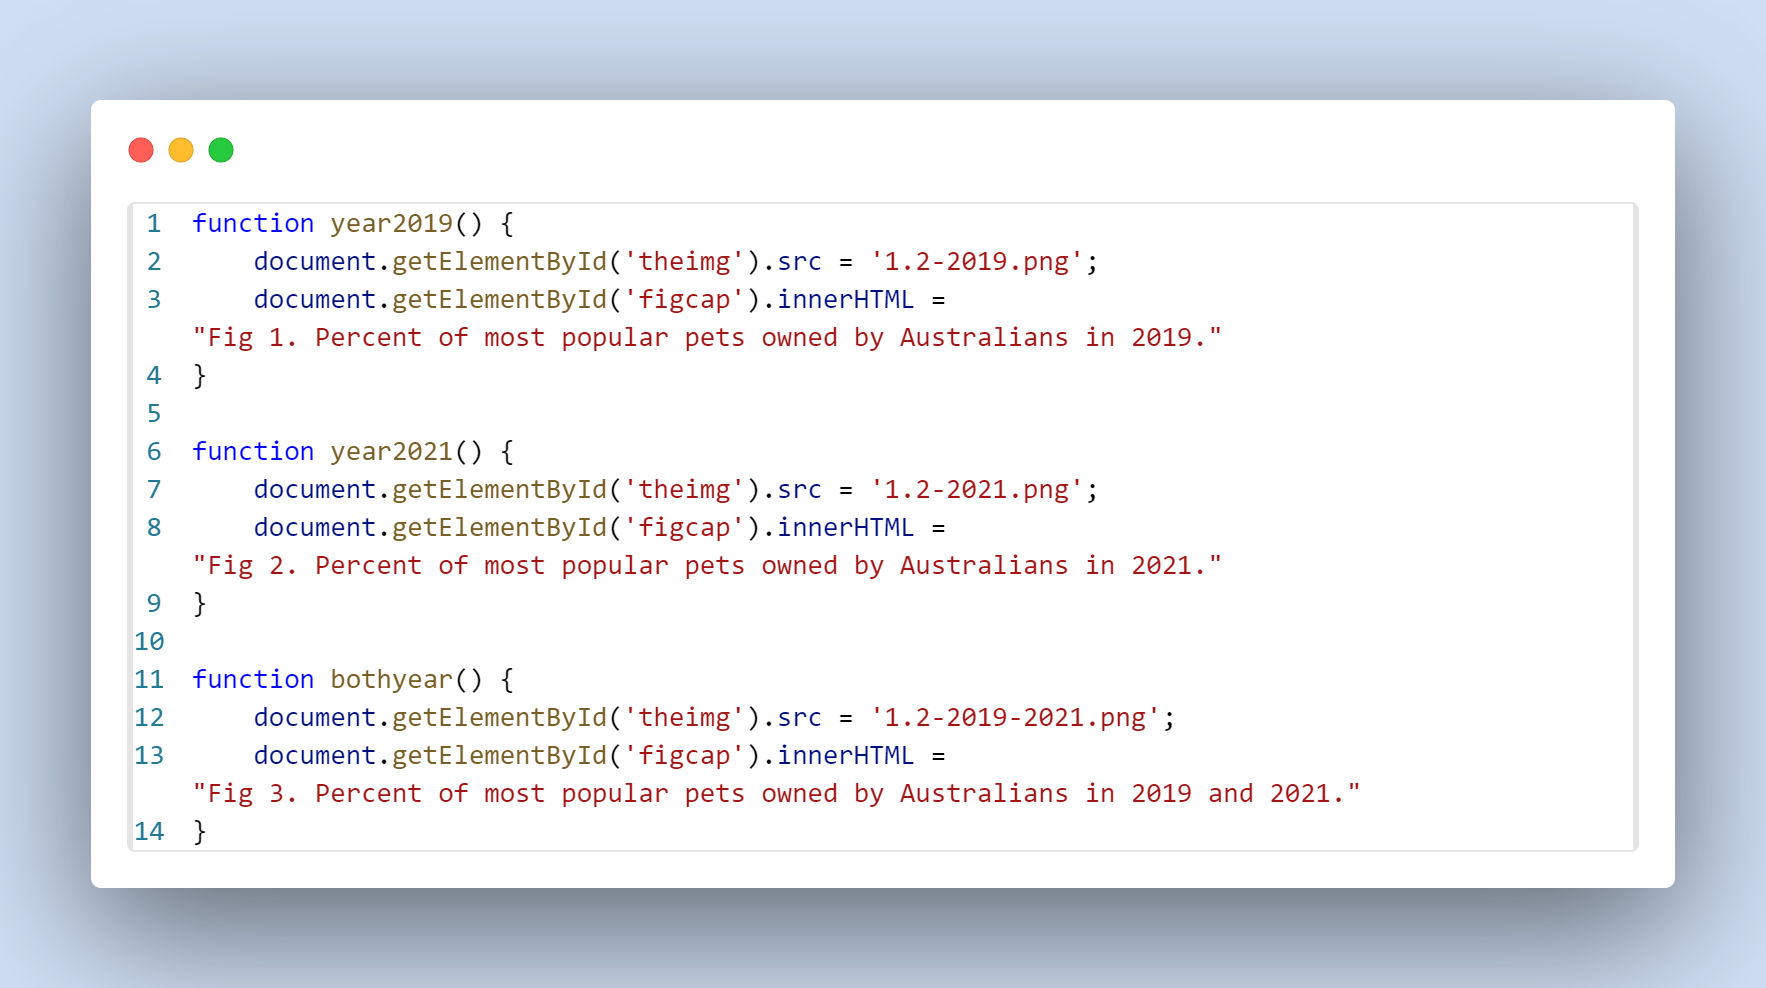 1 function year2019() {
2     document.getElementById('theimg').src = '1.2-2019.png';
3     document.getElementById('figcap').innerHTML =
"Fig 1. Percent of most popular pets owned by Australians in 2019."
4 }
5
6 function year2021() {
7     document.getElementById('theimg').src = '1.2-2021.png';
8     document.getElementById('figcap').innerHTML =
"Fig 2. Percent of most popular pets owned by Australians in 2021."
9 }
10
11 function bothyear() {
12     document.getElementById('theimg').src = '1.2-2019-2021.png';
13     document.getElementById('figcap').innerHTML =
"Fig 3. Percent of most popular pets owned by Australians in 2019 and 2021."
14 }